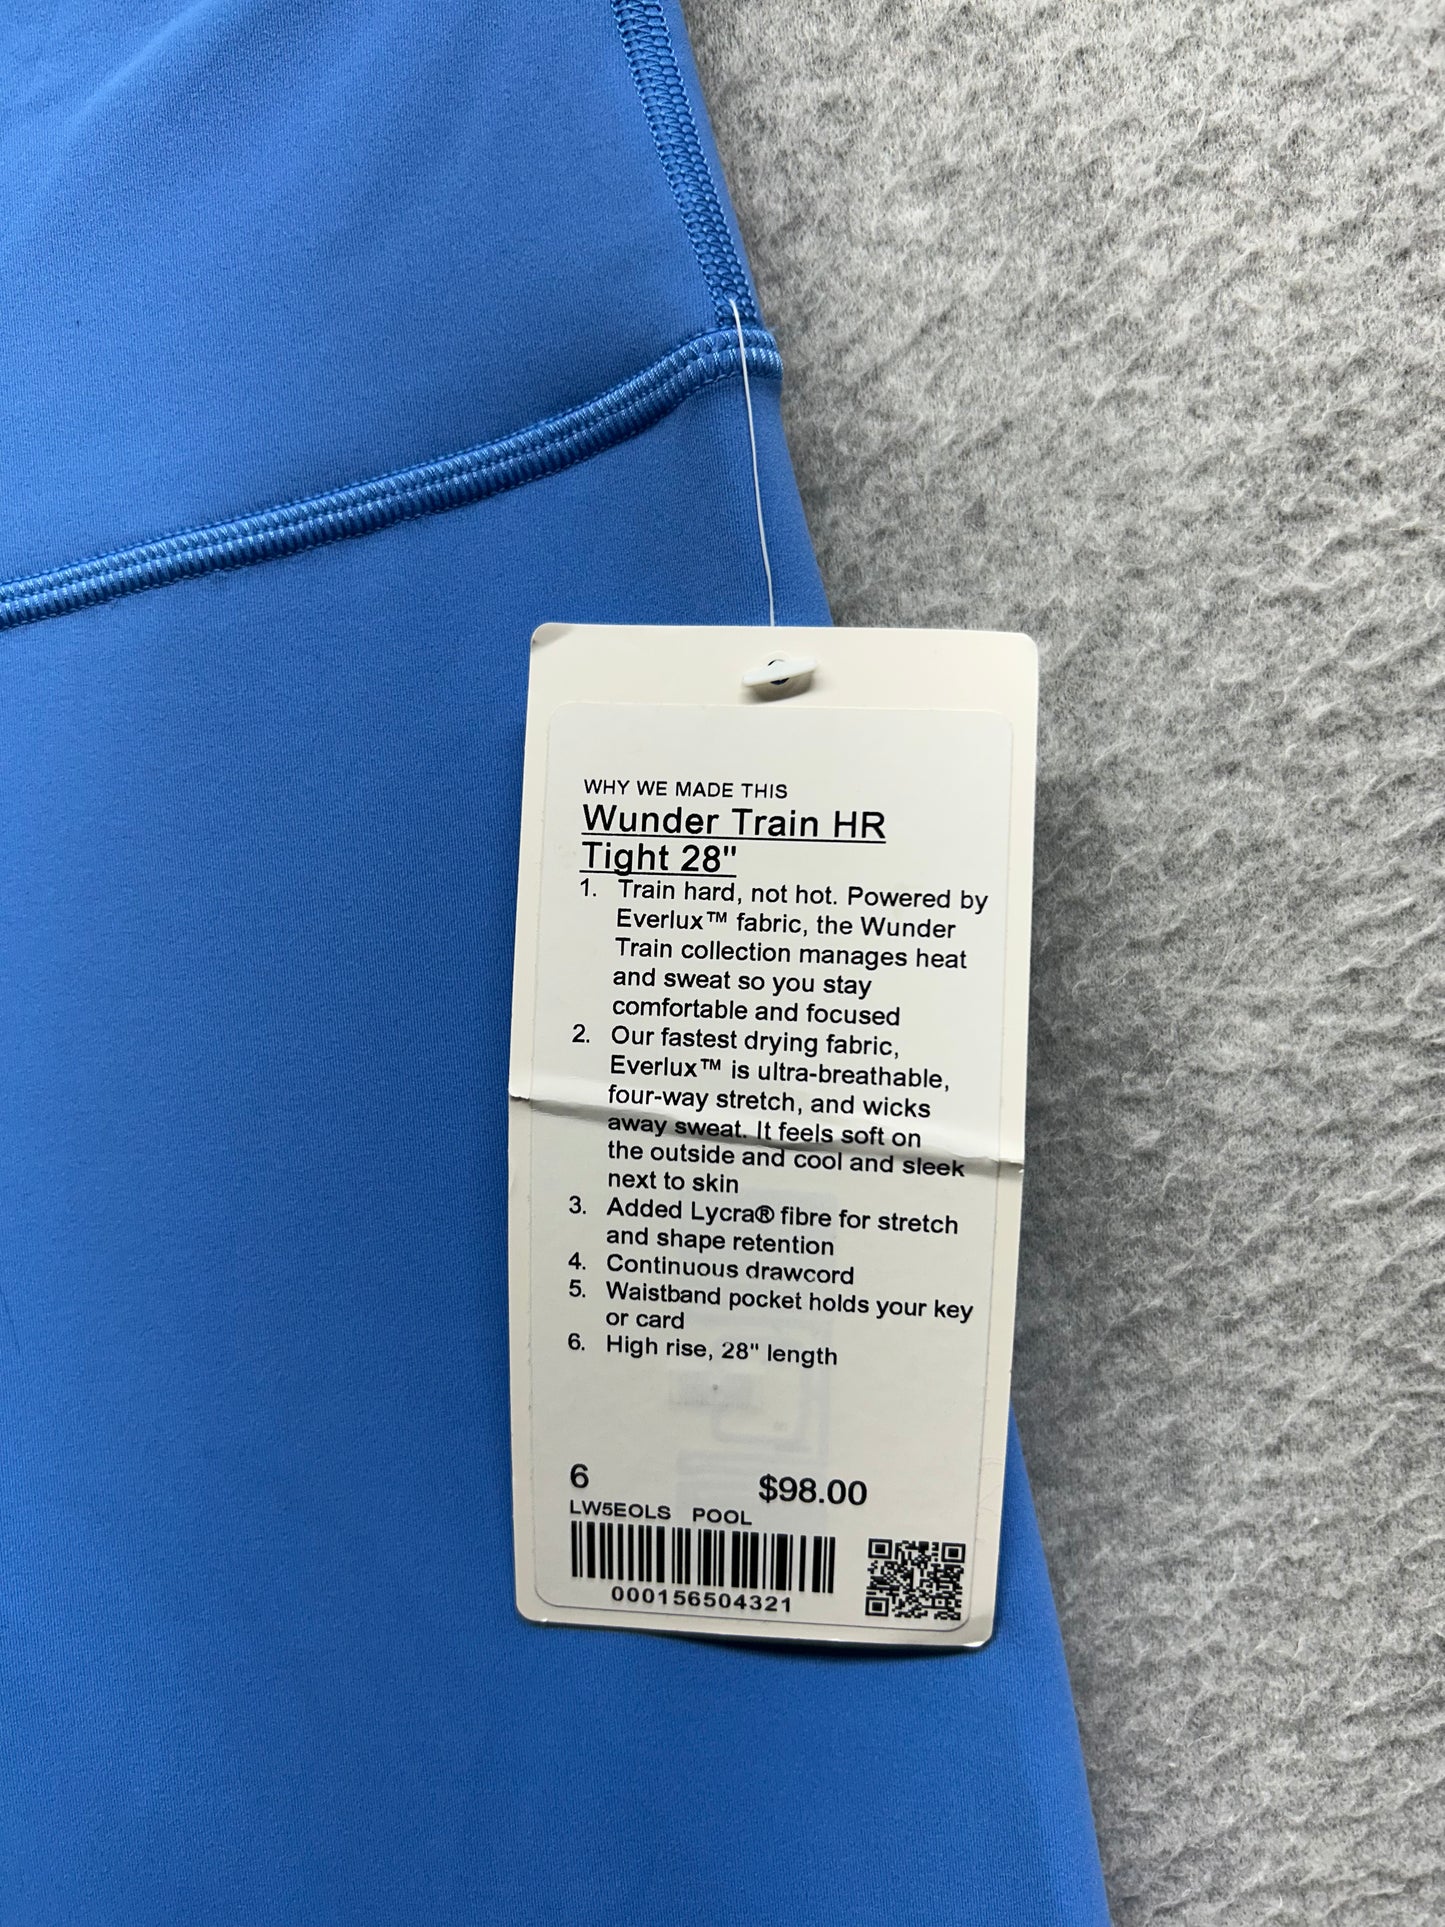 WHY WE MADE THIS
Wunder Train HR
Tight 28"
1. Train hard, not hot. Powered by
Everlux™ fabric, the Wunder
Train collection manages heat
and sweat so you stay
comfortable and focused
2. Our fastest drying fabric,
Everlux™ is ultra-breathable,
four-way stretch, and wicks
away sweat. It feels soft on
the outside and cool and sleek
next to skin
3. Added Lycra® fibre for stretch
and shape retention
4. Continuous drawcord
5. Waistband pocket holds your key
or card
6. High rise, 28" length
6 $98.00
LW5EOLS POOL
000156504321